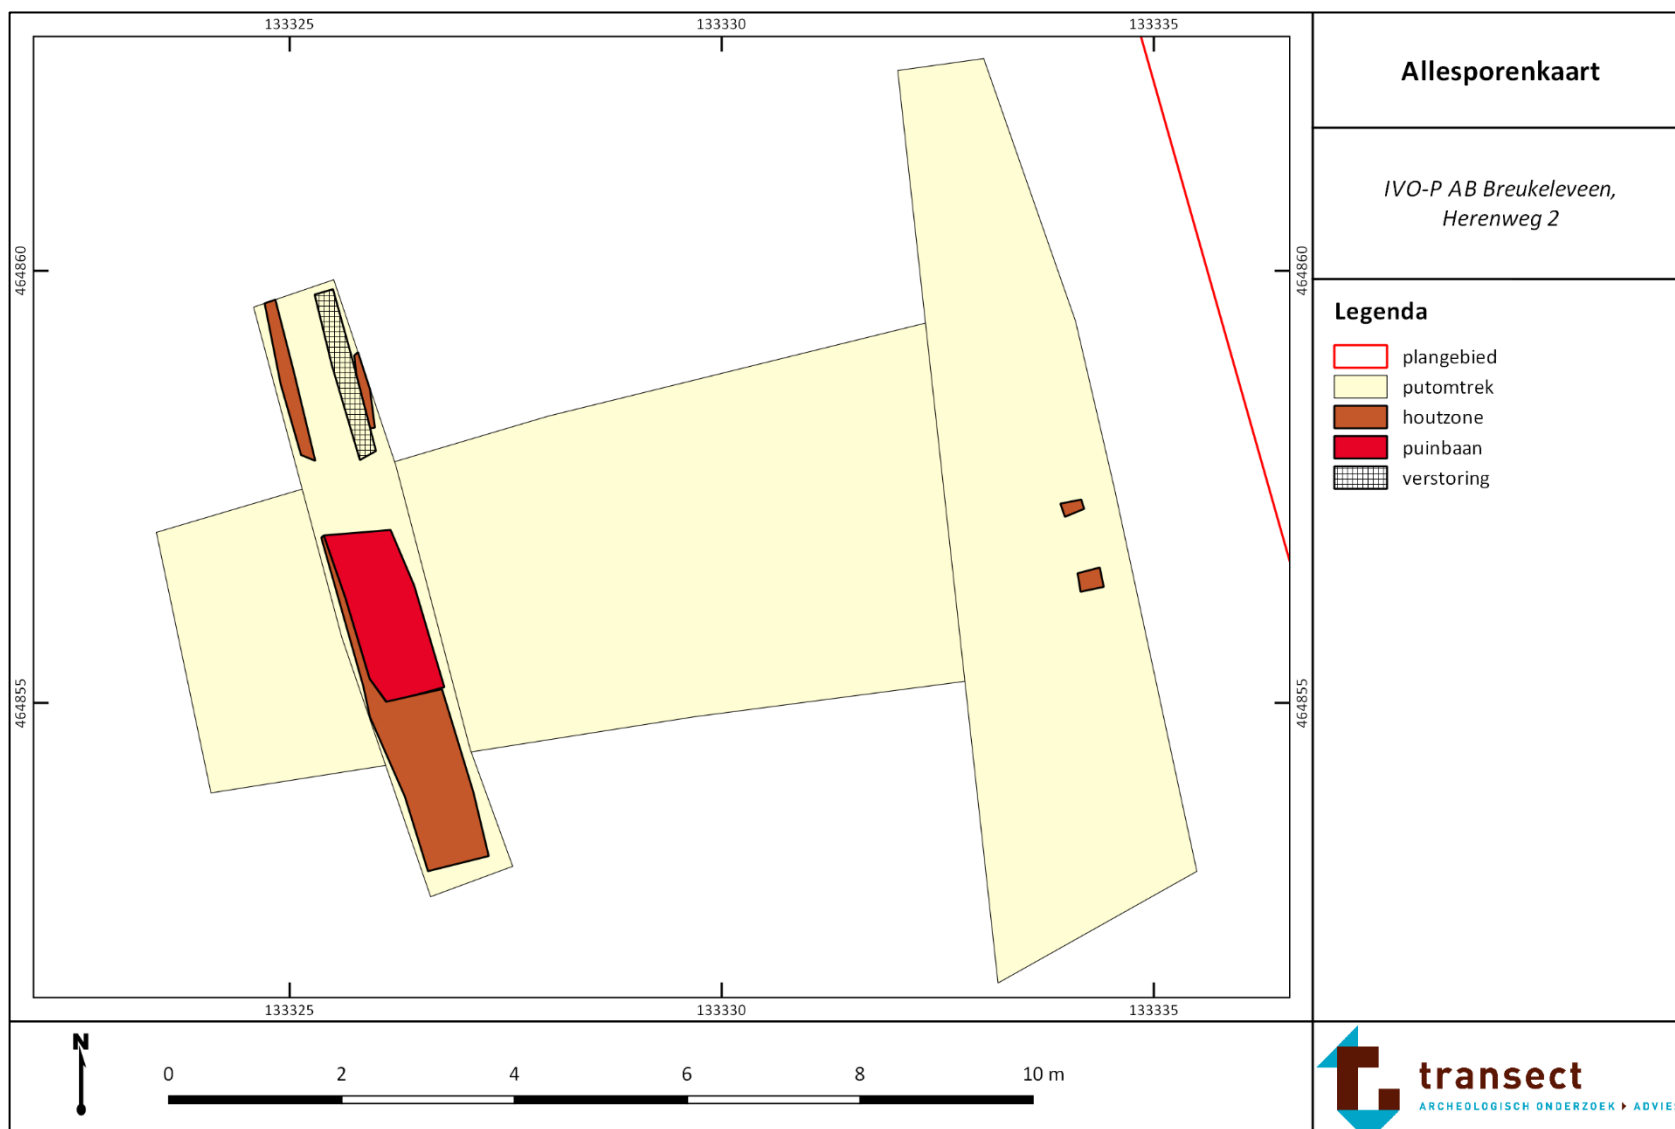 133325
133330
133335
464860
464860
464855
464855
133325
133330
133335
Allesporenkaart
IVO-P AB Breukeleveen,
Herenweg 2
Legenda
plangebied
putomtrek
houtzone
puinbaan
verstoring
N
0 2 4 6 8 10 m
transect
ARCHEOLOGISCH ONDERZOEK ADVIE